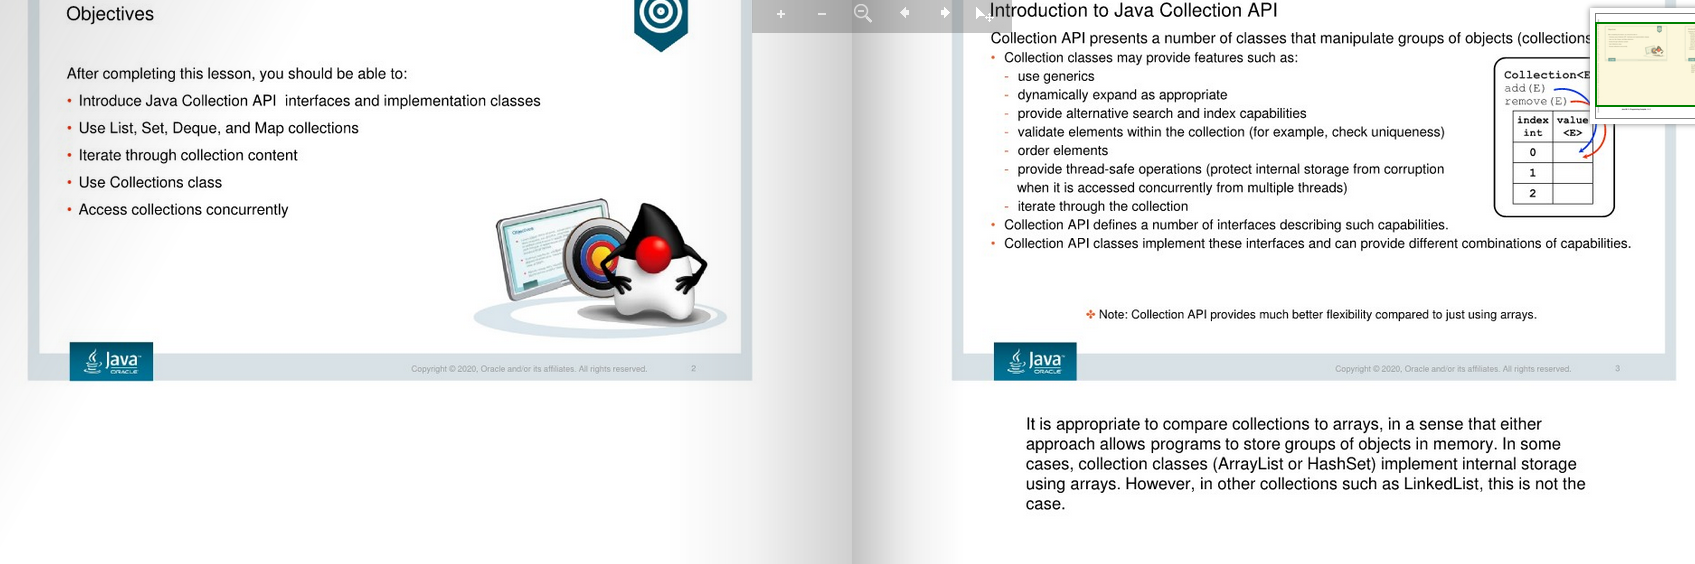 Objectives
After completing this lesson, you should be able to:
• Introduce Java Collection API interfaces and implementation classes
• Use List, Set, Deque, and Map collections
• Iterate through collection content
• Use Collections class
• Access collections concurrently
Java
ORACLE
Copyright © 2020, Oracle and/or its affiliates. All rights reserved. 2
Introduction to Java Collection API
Collection API presents a number of classes that manipulate groups of objects (collections
• Collection classes may provide features such as:
- use generics
- dynamically expand as appropriate
- provide alternative search and index capabilities
- validate elements within the collection (for example, check uniqueness)
- order elements
- provide thread-safe operations (protect internal storage from corruption
when it is accessed concurrently from multiple threads)
- iterate through the collection
• Collection API defines a number of interfaces describing such capabilities.
• Collection API classes implement these interfaces and can provide different combinations of capabilities.
Collection<E
add(E)
remove(E)
index value
int <E>
0
1
2
✤ Note: Collection API provides much better flexibility compared to just using arrays.
Java
ORACLE
Copyright © 2020, Oracle and/or its affiliates. All rights reserved. 3
It is appropriate to compare collections to arrays, in a sense that either
approach allows programs to store groups of objects in memory. In some
cases, collection classes (ArrayList or HashSet) implement internal storage
using arrays. However, in other collections such as LinkedList, this is not the
case.